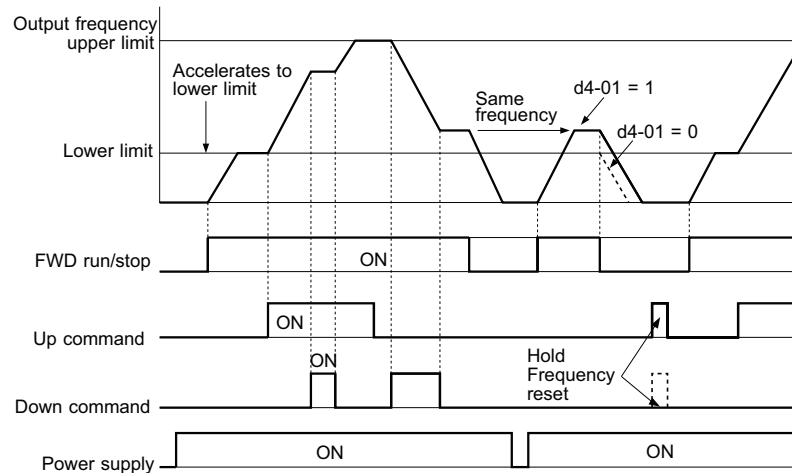 Output frequency
upper limit
Accelerates to
lower limit
Same
frequency
d4-01 = 1
d4-01 = 0
Lower limit
FWD run/stop
ON
Up command
ON
ON
Hold
Frequency
reset
Down command
Power supply
ON
ON